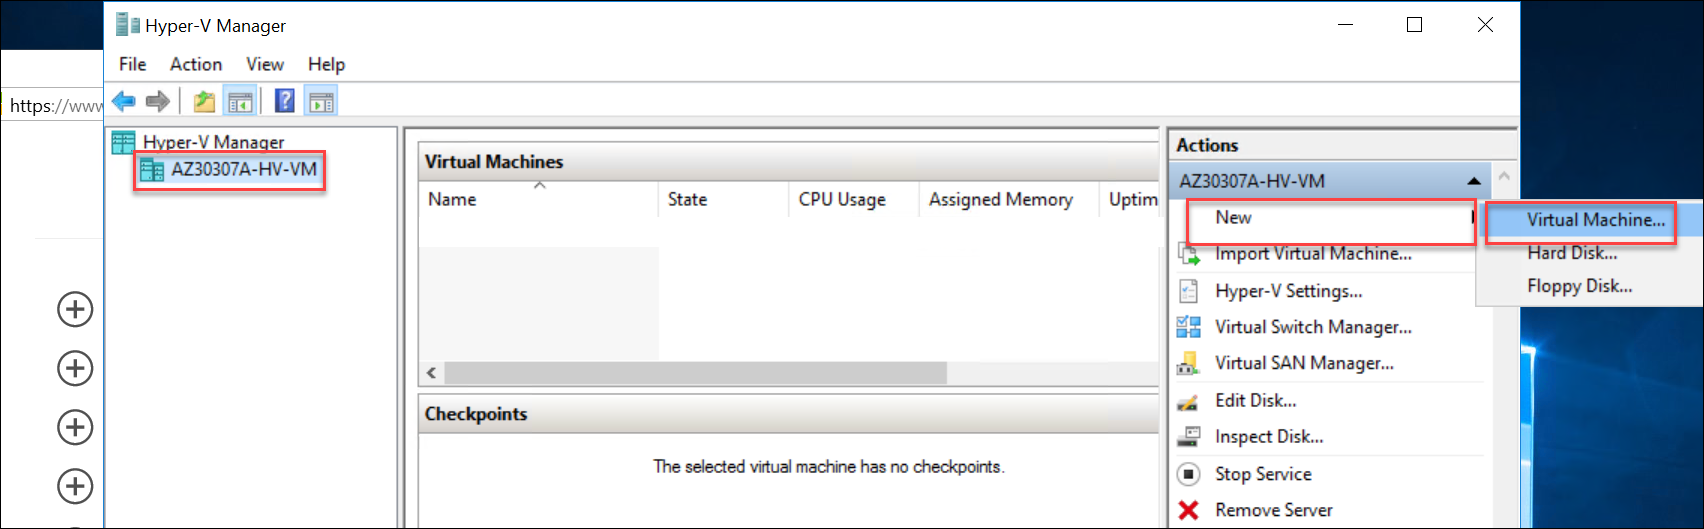 Hyper-V Manager
File Action View Help
https://www
Hyper-V Manager
AZ30307A-HV-VM
Virtual Machines
Name State CPU Usage Assigned Memory Uptim
Checkpoints
The selected virtual machine has no checkpoints.
Actions
AZ30307A-HV-VM
New
Import Virtual Machine...
Hyper-V Settings...
Virtual Switch Manager...
Virtual SAN Manager...
Edit Disk...
Inspect Disk...
Stop Service
Remove Server
Virtual Machine...
Hard Disk...
Floppy Disk...